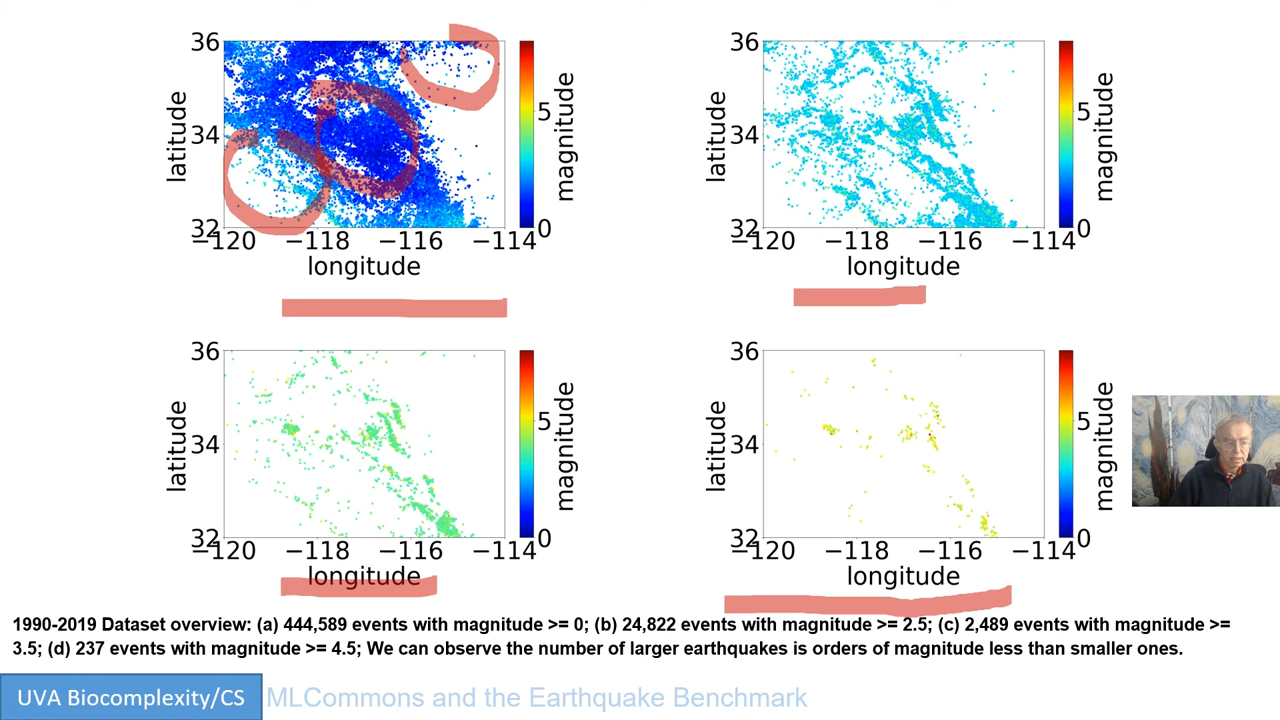 36
34
32
−120
−118
−116
−114
latitude
longitude
5
0
magnitude
36
34
32
−120
−118
−116
−114
latitude
longitude
5
0
magnitude
36
34
32
−120
−118
−116
−114
latitude
longitude
5
0
magnitude
36
34
32
−120
−118
−116
−114
latitude
longitude
5
0
magnitude
1990-2019 Dataset overview: (a) 444,589 events with magnitude >= 0; (b) 24,822 events with magnitude >= 2.5; (c) 2,489 events with magnitude >=
3.5; (d) 237 events with magnitude >= 4.5; We can observe the number of larger earthquakes is orders of magnitude less than smaller ones.
UVA Biocomplexity/CS MLCommons and the Earthquake Benchmark